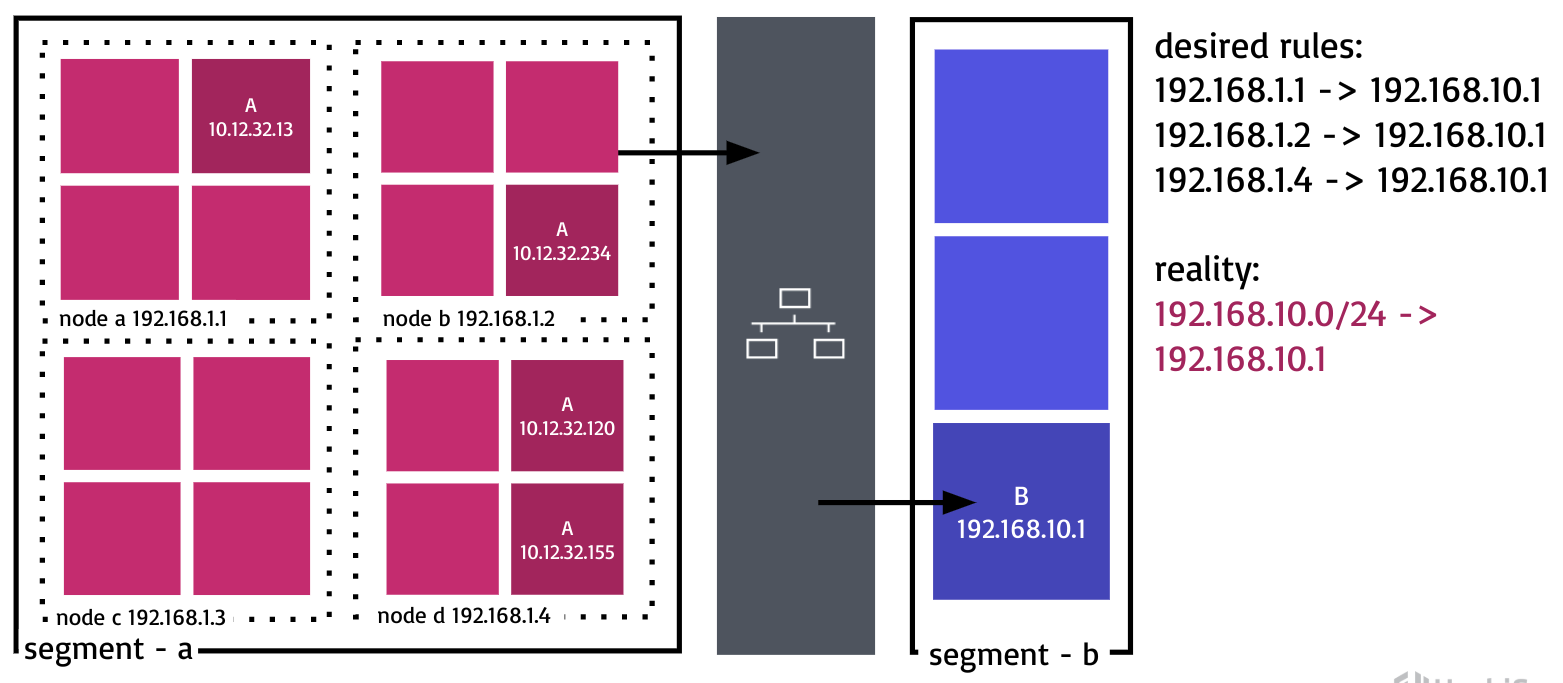 A
10.12.32.13
A
10.12.32.234
node a 192.168.1.1
node b 192.168.1.2
A
10.12.32.120
A
10.12.32.155
node c 192.168.1.3
node d 192.168.1.4
segment - a
B
192.168.10.1
segment - b
desired rules:
192.168.1.1 -> 192.168.10.1
192.168.1.2 -> 192.168.10.1
192.168.1.4 -> 192.168.10.1
reality:
192.168.10.0/24 ->
192.168.10.1